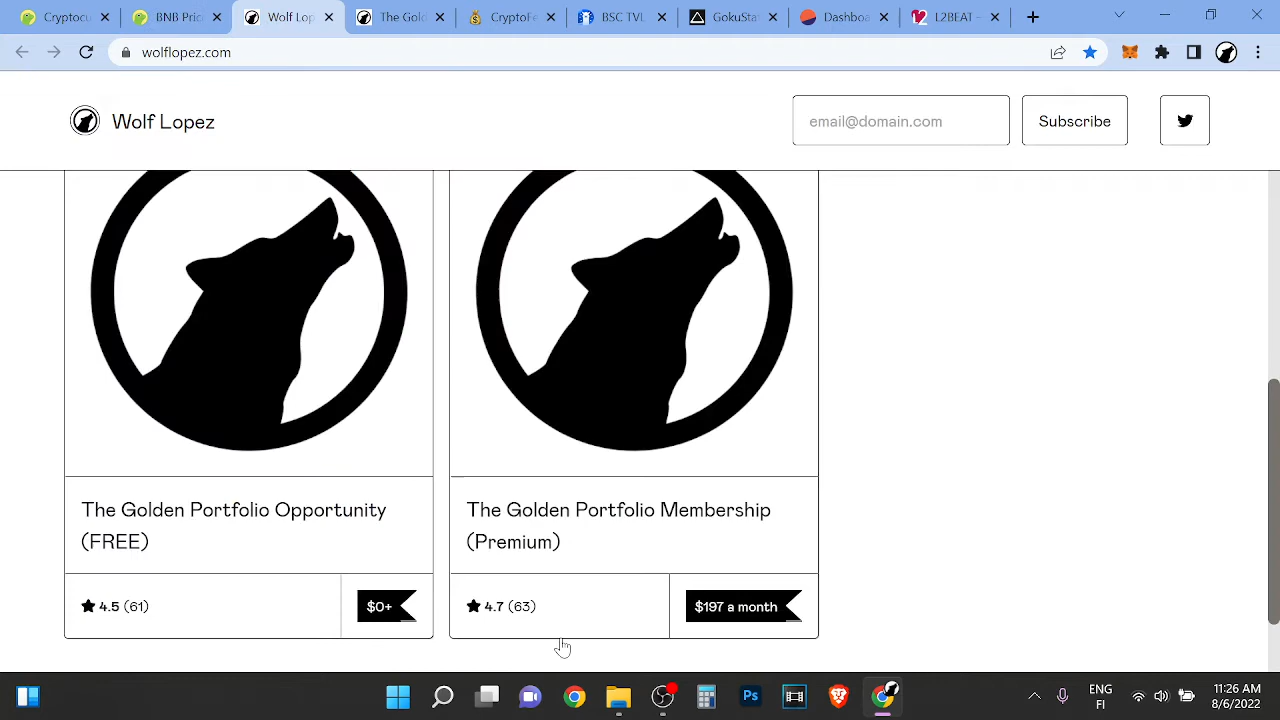 Cryptocu
BNB Pric
Wolf Lop
The Gold
CryptoFe
BSC TVL
GokuSta
Dashboa
L2BEAT –
wolflopez.com
Wolf Lopez
email@domain.com
Subscribe
The Golden Portfolio Opportunity
(FREE)
The Golden Portfolio Membership
(Premium)
4.5 (61)
$0+
4.7 (63)
$197 a month
Ps
ENG
FI
11:26 AM
8/6/2022